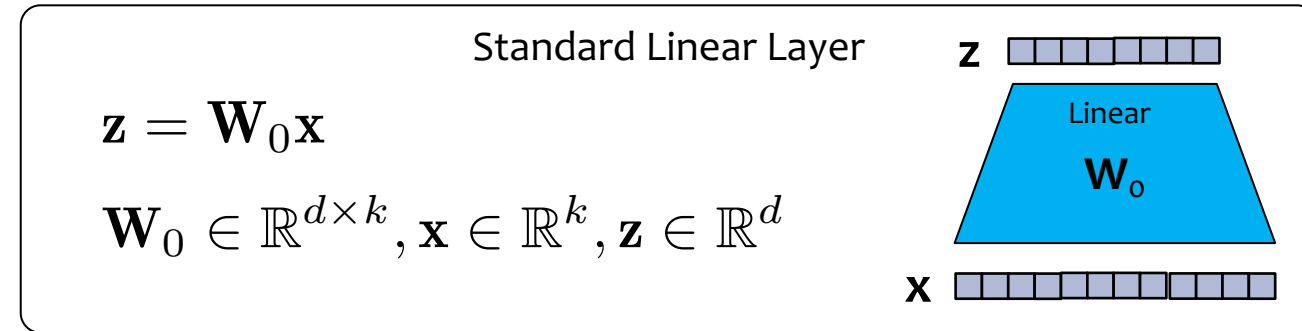 Standard Linear Layer
𝐳 = 𝐖₀𝐱
𝐖₀ ∈ ℝ^{d×k}, 𝐱 ∈ ℝ^k, 𝐳 ∈ ℝ^d
z
Linear
W₀
x